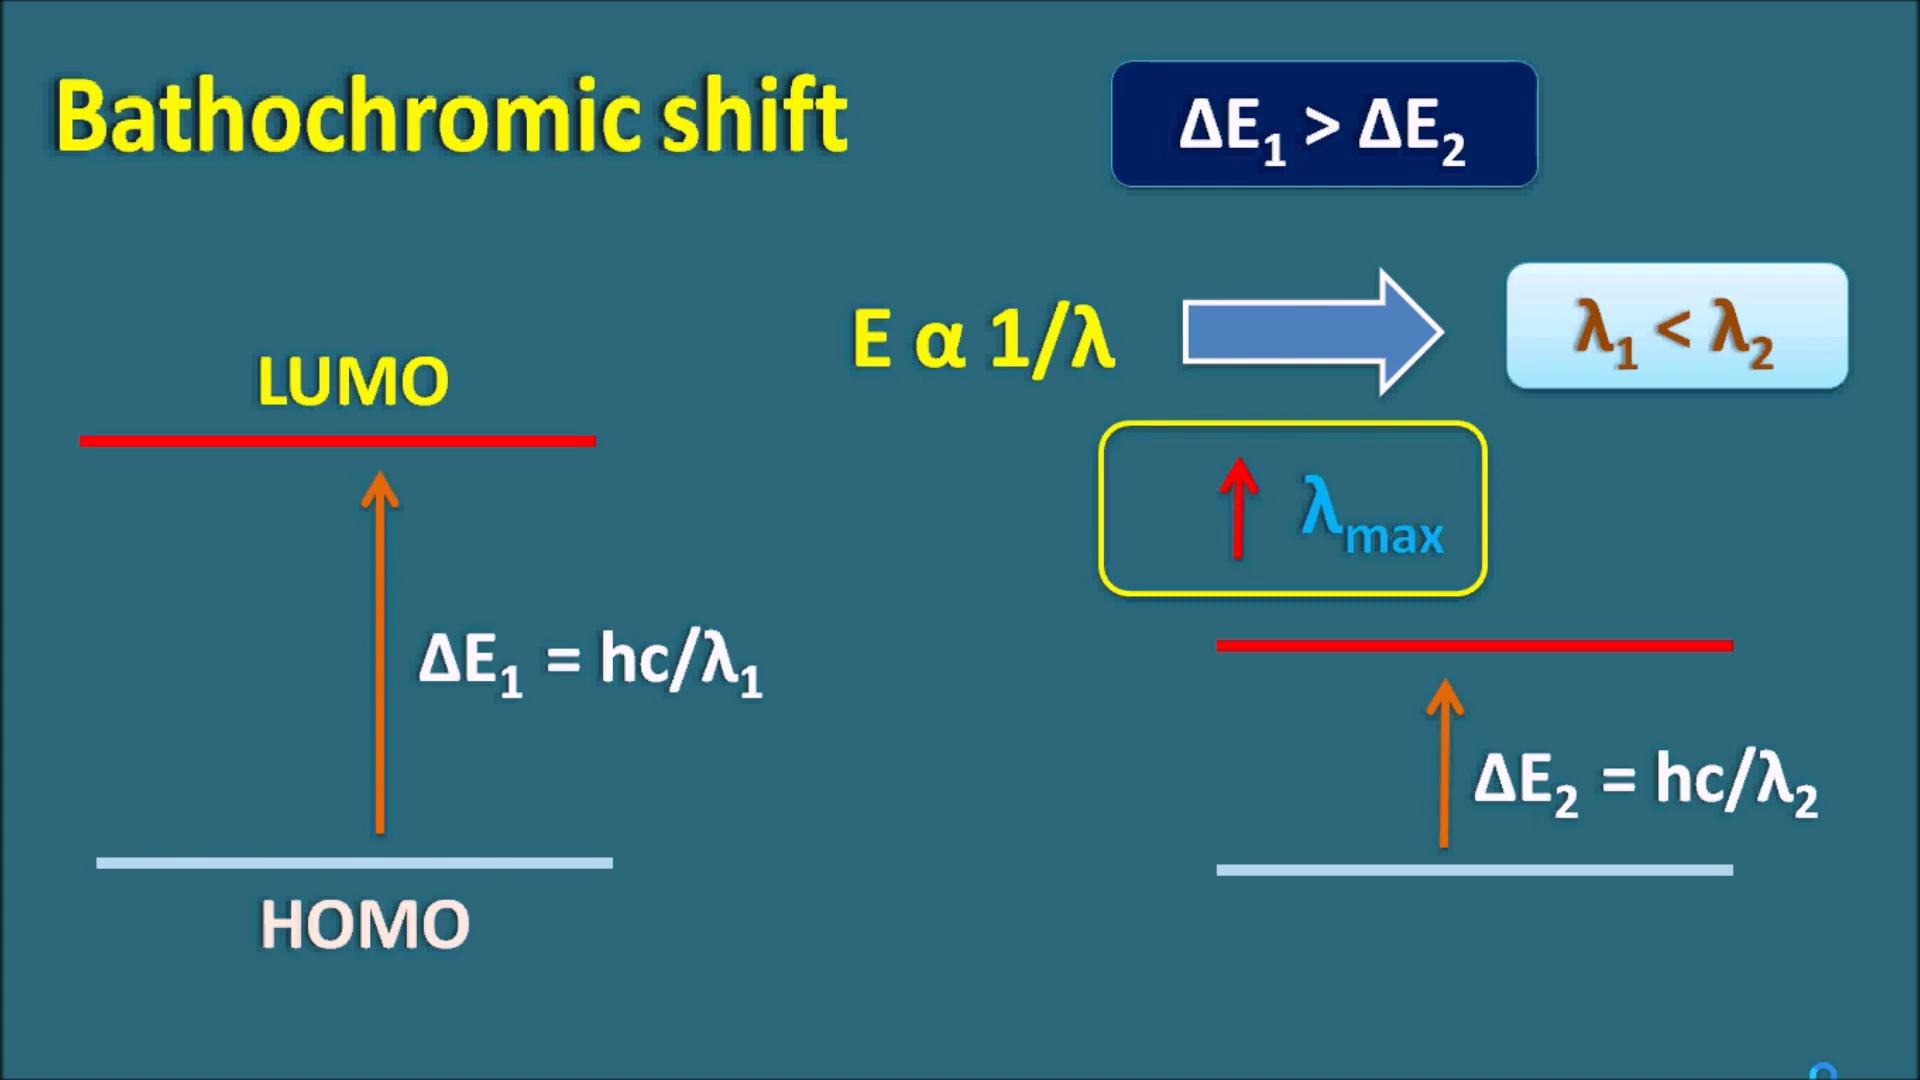 Bathochromic shift
ΔE₁ > ΔE₂
E α 1/λ
λ₁ < λ₂
LUMO
λmax
ΔE₁ = hc/λ₁
ΔE₂ = hc/λ₂
HOMO